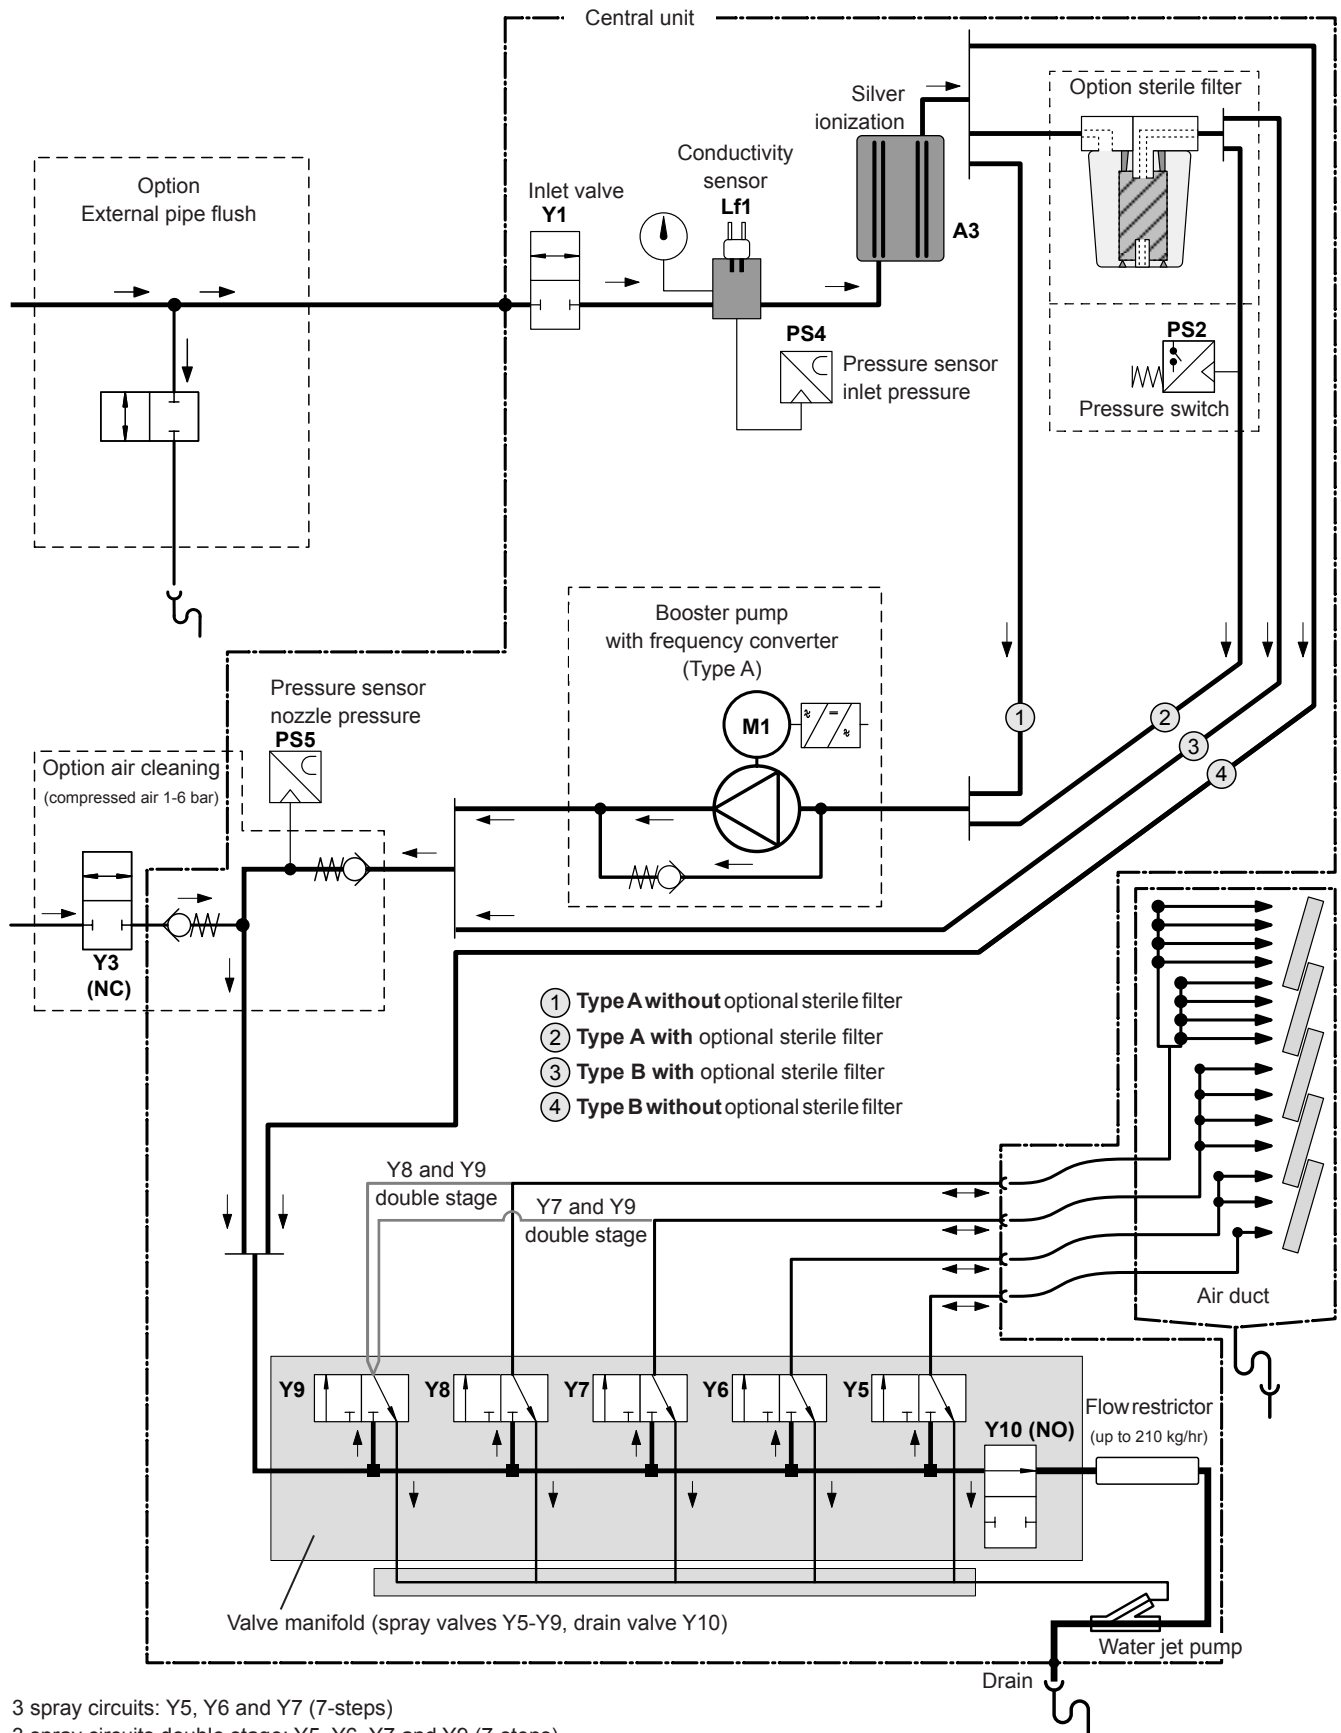 Central unit
Option sterile filter
Silver
ionization
A3
Conductivity
sensor
Lf1
Inlet valve
Y1
Option
External pipe flush
PS4
Pressure sensor
inlet pressure
PS2
Pressure switch
Booster pump
with frequency converter
(Type A)
M1
1
2
3
4
Pressure sensor
nozzle pressure
PS5
Option air cleaning
(compressed air 1-6 bar)
Y3
(NC)
1 Type A without optional sterile filter
2 Type A with optional sterile filter
3 Type B with optional sterile filter
4 Type B without optional sterile filter
Y8 and Y9
double stage
Y7 and Y9
double stage
Air duct
Y9
Y8
Y7
Y6
Y5
Y10 (NO)
Flow restrictor
(up to 210 kg/hr)
Valve manifold (spray valves Y5-Y9, drain valve Y10)
Water jet pump
Drain
3 spray circuits: Y5, Y6 and Y7 (7-steps)